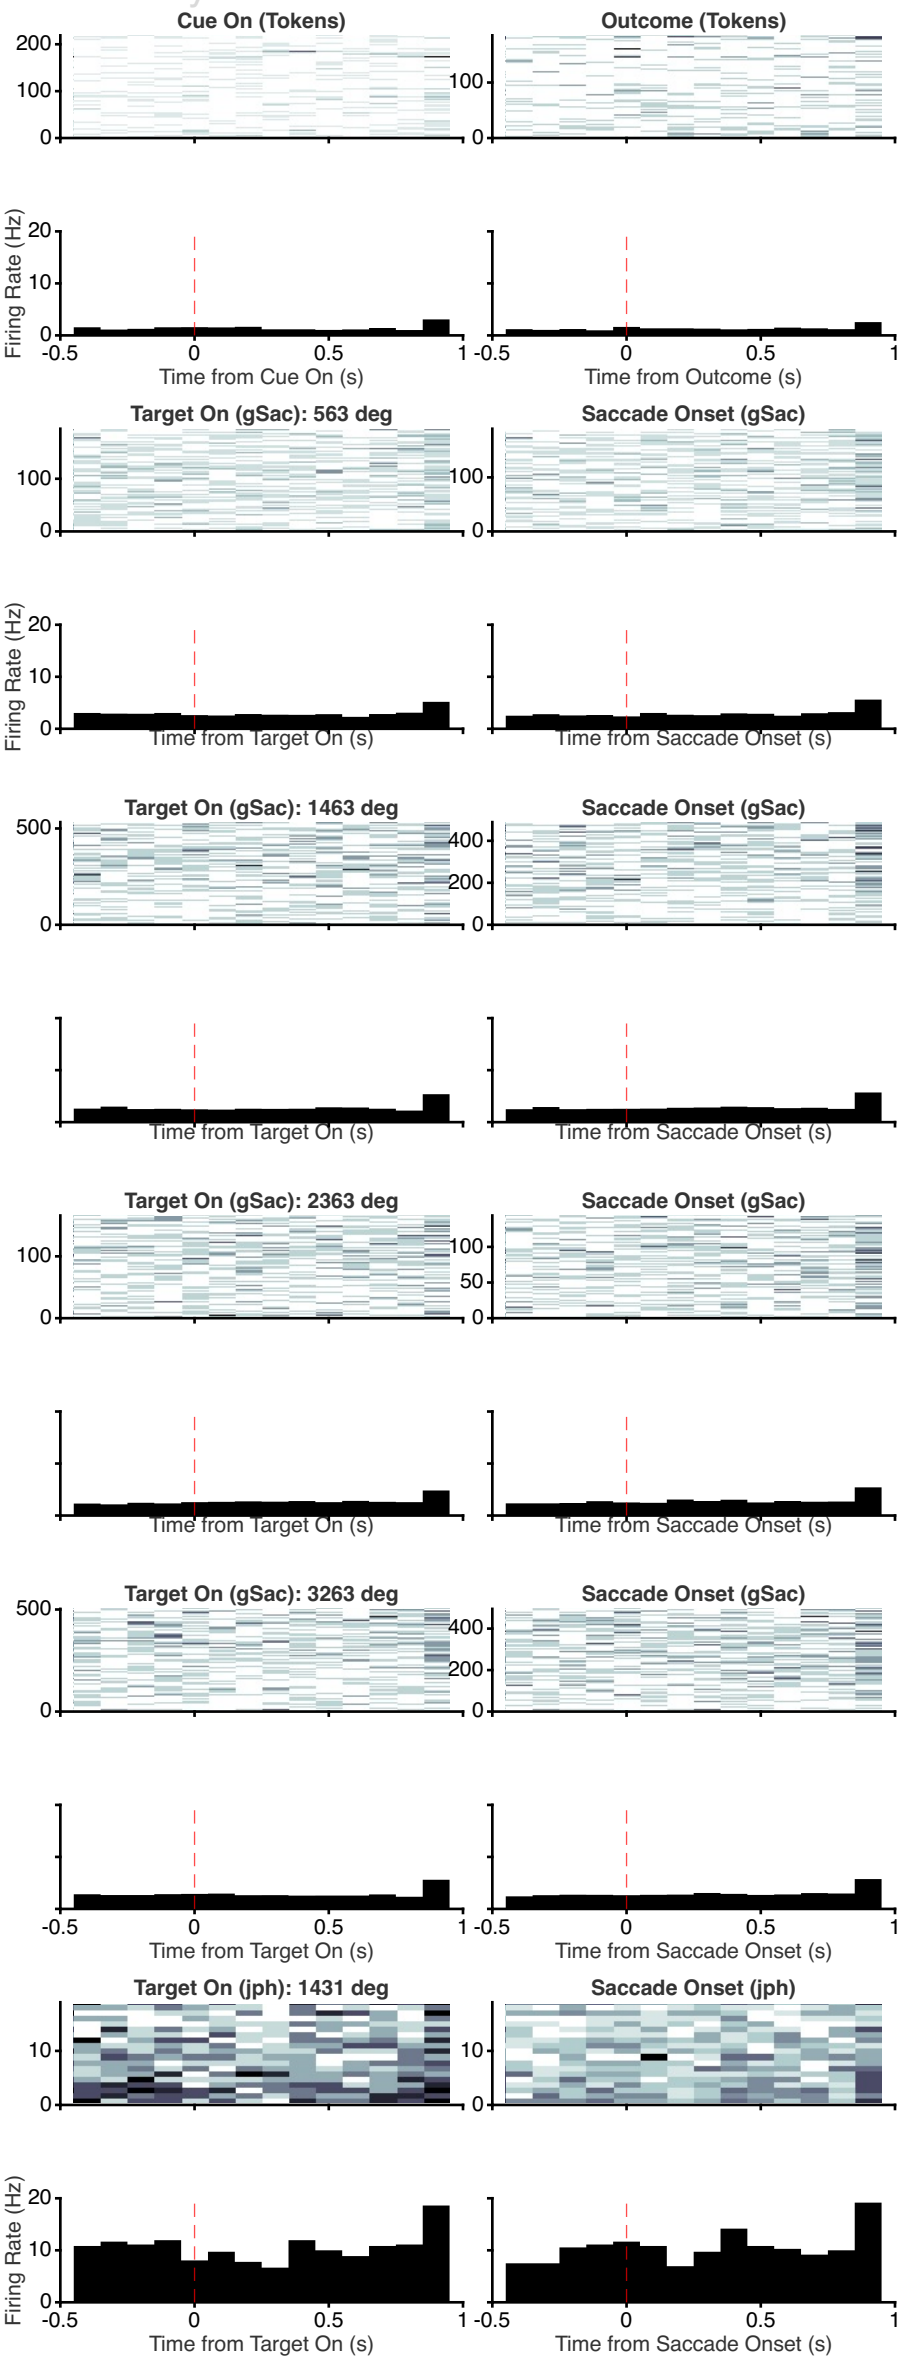 Cue On (Tokens) Outcome (Tokens)
200
100
0
100
0
Firing Rate (Hz)
20
10
0
-0.5 0 0.5 1 -0.5 0 0.5 1
Time from Cue On (s) Time from Outcome (s)
Target On (gSac): 563 deg Saccade Onset (gSac)
100
0
100
0
Firing Rate (Hz)
20
10
0
Time from Target On (s) Time from Saccade Onset (s)
Target On (gSac): 1463 deg Saccade Onset (gSac)
500
0
400
200
0
Time from Target On (s) Time from Saccade Onset (s)
Target On (gSac): 2363 deg Saccade Onset (gSac)
100
0
100
50
0
Time from Target On (s) Time from Saccade Onset (s)
Target On (gSac): 3263 deg Saccade Onset (gSac)
500
0
400
200
0
-0.5 0 0.5 1 -0.5 0 0.5 1
Time from Target On (s) Time from Saccade Onset (s)
Target On (jph): 1431 deg Saccade Onset (jph)
10
0
10
0
Firing Rate (Hz)
20
10
0
-0.5 0 0.5 1 -0.5 0 0.5 1
Time from Target On (s) Time from Saccade Onset (s)